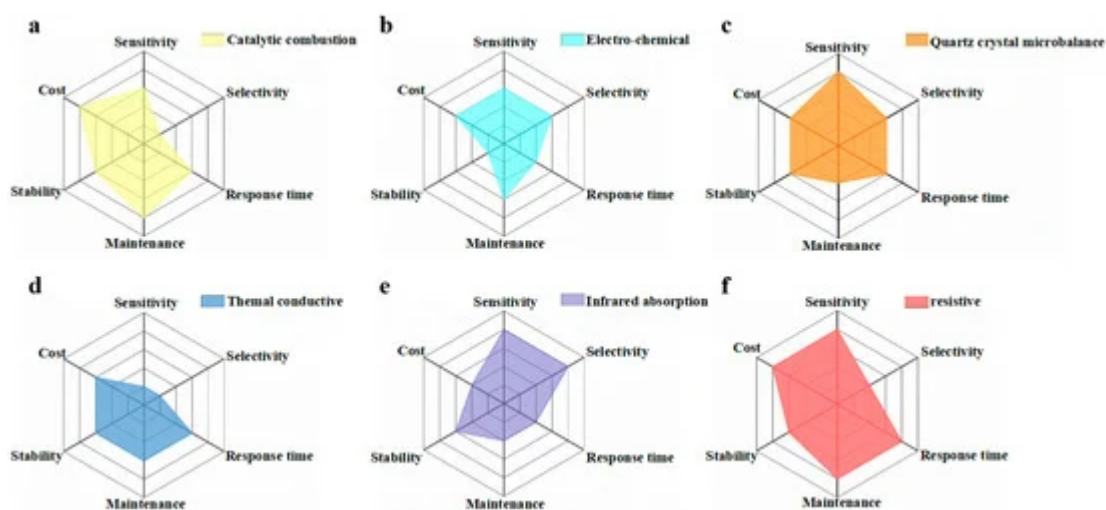 a
Catalytic combustion
Sensitivity
Cost
Selectivity
Stability
Response time
Maintenance
b
Electro-chemical
Sensitivity
Cost
Selectivity
Stability
Response time
Maintenance
c
Quartz crystal microbalance
Sensitivity
Cost
Selectivity
Stability
Response time
Maintenance
d
Themal conductive
Sensitivity
Cost
Selectivity
Stability
Response time
Maintenance
e
Infrared absorption
Sensitivity
Cost
Selectivity
Stability
Response time
Maintenance
f
resistive
Sensitivity
Cost
Selectivity
Stability
Response time
Maintenance